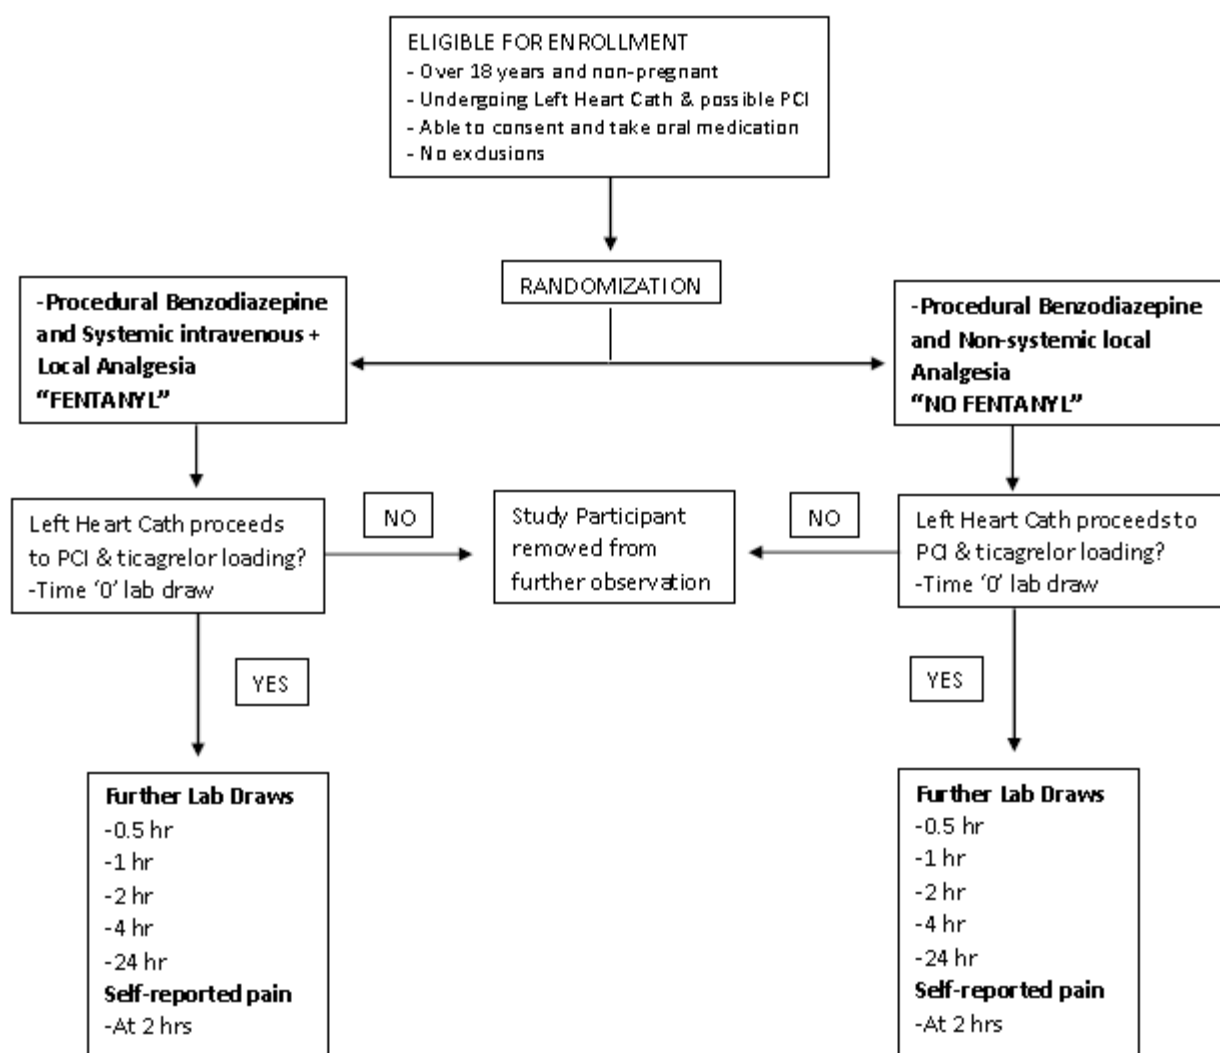 ELIGIBLE FOR ENROLLMENT
- Over 18 years and non-pregnant
- Undergoing Left Heart Cath & possible PCI
- Able to consent and take oral medication
- No exclusions
RANDOMIZATION
-Procedural Benzodiazepine
and Systemic intravenous +
Local Analgesia
“FENTANYL”
-Procedural Benzodiazepine
and Non-systemic local
Analgesia
“NO FENTANYL”
Left Heart Cath proceeds
to PCI & ticagrelor loading?
-Time ‘0’ lab draw
NO
Study Participant
removed from
further observation
NO
Left Heart Cath proceeds to
PCI & ticagrelor loading?
-Time ‘0’ lab draw
YES
YES
Further Lab Draws
-0.5 hr
-1 hr
-2 hr
-4 hr
-24 hr
Self-reported pain
-At 2 hrs
Further Lab Draws
-0.5 hr
-1 hr
-2 hr
-4 hr
-24 hr
Self-reported pain
-At 2 hrs